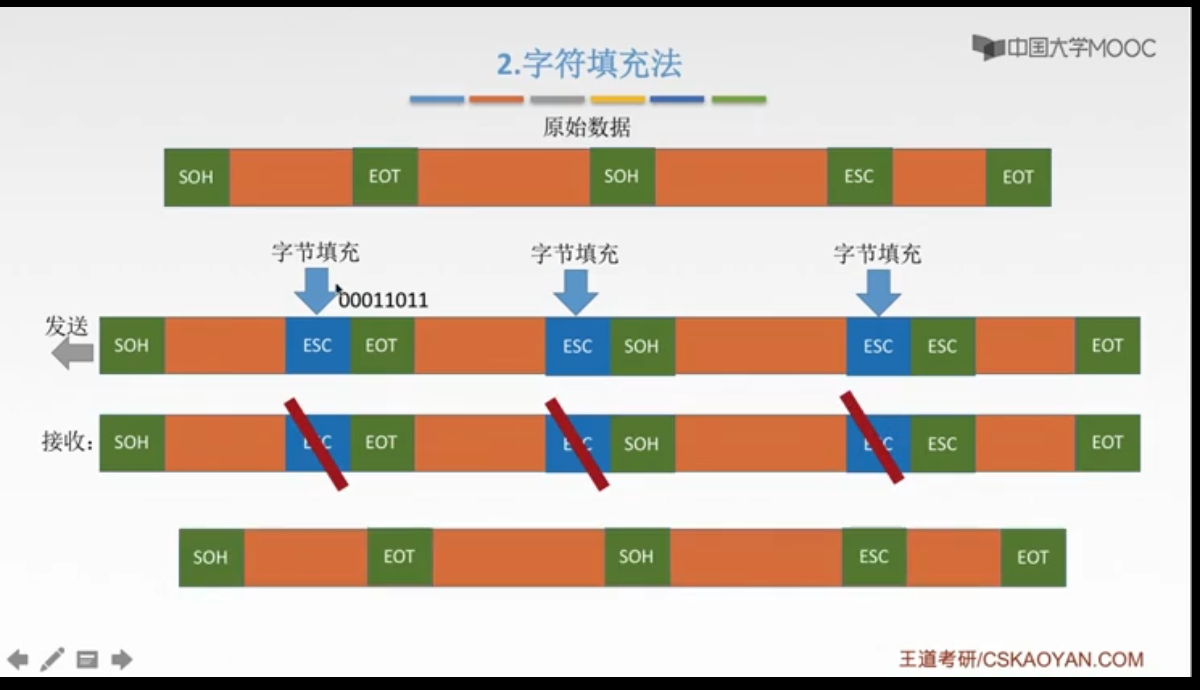 中国大学MOOC
2.字符填充法
原始数据
SOH EOT SOH ESC EOT
字节填充 字节填充 字节填充
00011011
发送
SOH ESC EOT ESC SOH ESC ESC EOT
接收： SOH ESC EOT ESC SOH ESC ESC EOT
SOH EOT SOH ESC EOT
王道考研/CSKAOYAN.COM